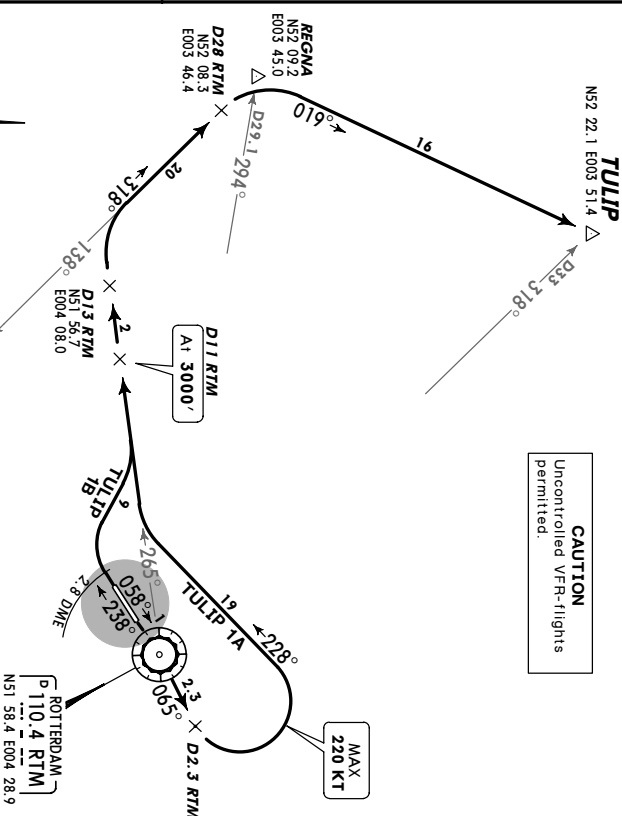 TULIP
N52 22.1 E003 51.4
REGNA
N52 09.2
E003 45.0
D28 RTM
N52 08.3
E003 46.4
019°
16
D29.1 294°
D33 318°
20
318°
138°
D13 RTM
N51 56.7
E004 08.0
2
D11 RTM
At 3000'
CAUTION
Uncontrolled VFR-flights
permitted.
TULIP
1B
9
265°
19
TULIP 1A
228°
058°
238°
1
2.8 DME
2.3
065°
D2.3 RTM
MAX
220 KT
ROTTERDAM
D 110.4 RTM
N51 58.4 E004 28.9